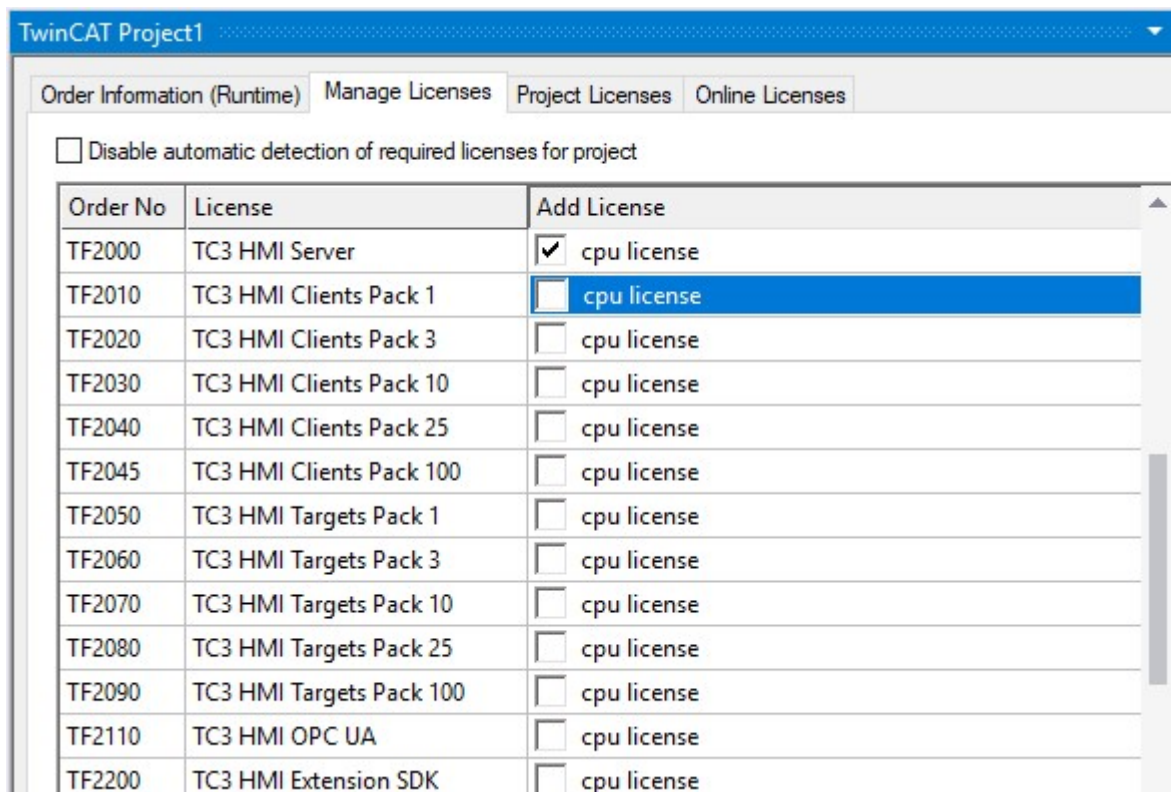 TwinCAT Project1
Order Information (Runtime) Manage Licenses Project Licenses Online Licenses
Disable automatic detection of required licenses for project
Order No License Add License
TF2000 TC3 HMI Server cpu license
TF2010 TC3 HMI Clients Pack 1 cpu license
TF2020 TC3 HMI Clients Pack 3 cpu license
TF2030 TC3 HMI Clients Pack 10 cpu license
TF2040 TC3 HMI Clients Pack 25 cpu license
TF2045 TC3 HMI Clients Pack 100 cpu license
TF2050 TC3 HMI Targets Pack 1 cpu license
TF2060 TC3 HMI Targets Pack 3 cpu license
TF2070 TC3 HMI Targets Pack 10 cpu license
TF2080 TC3 HMI Targets Pack 25 cpu license
TF2090 TC3 HMI Targets Pack 100 cpu license
TF2110 TC3 HMI OPC UA cpu license
TF2200 TC3 HMI Extension SDK cpu license